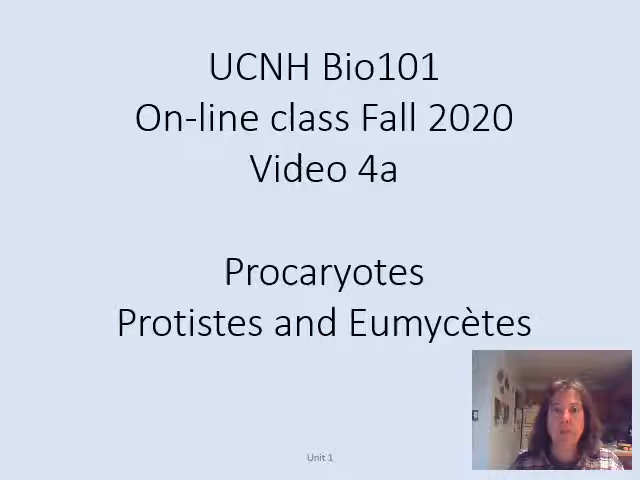 UCNH Bio101
On-line class Fall 2020
Video 4a
Procaryotes
Protistes and Eumycètes
Unit 1